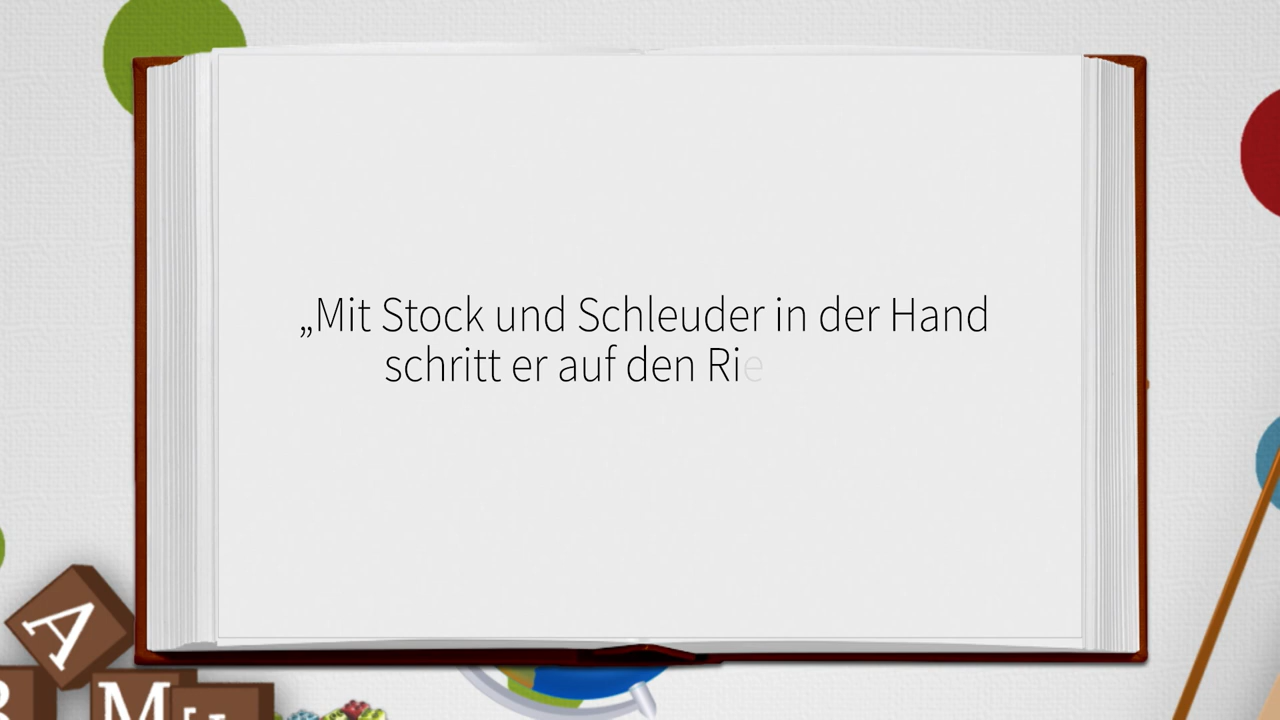 „Mit Stock und Schleuder in der Hand
schritt er auf den Rie
A
M